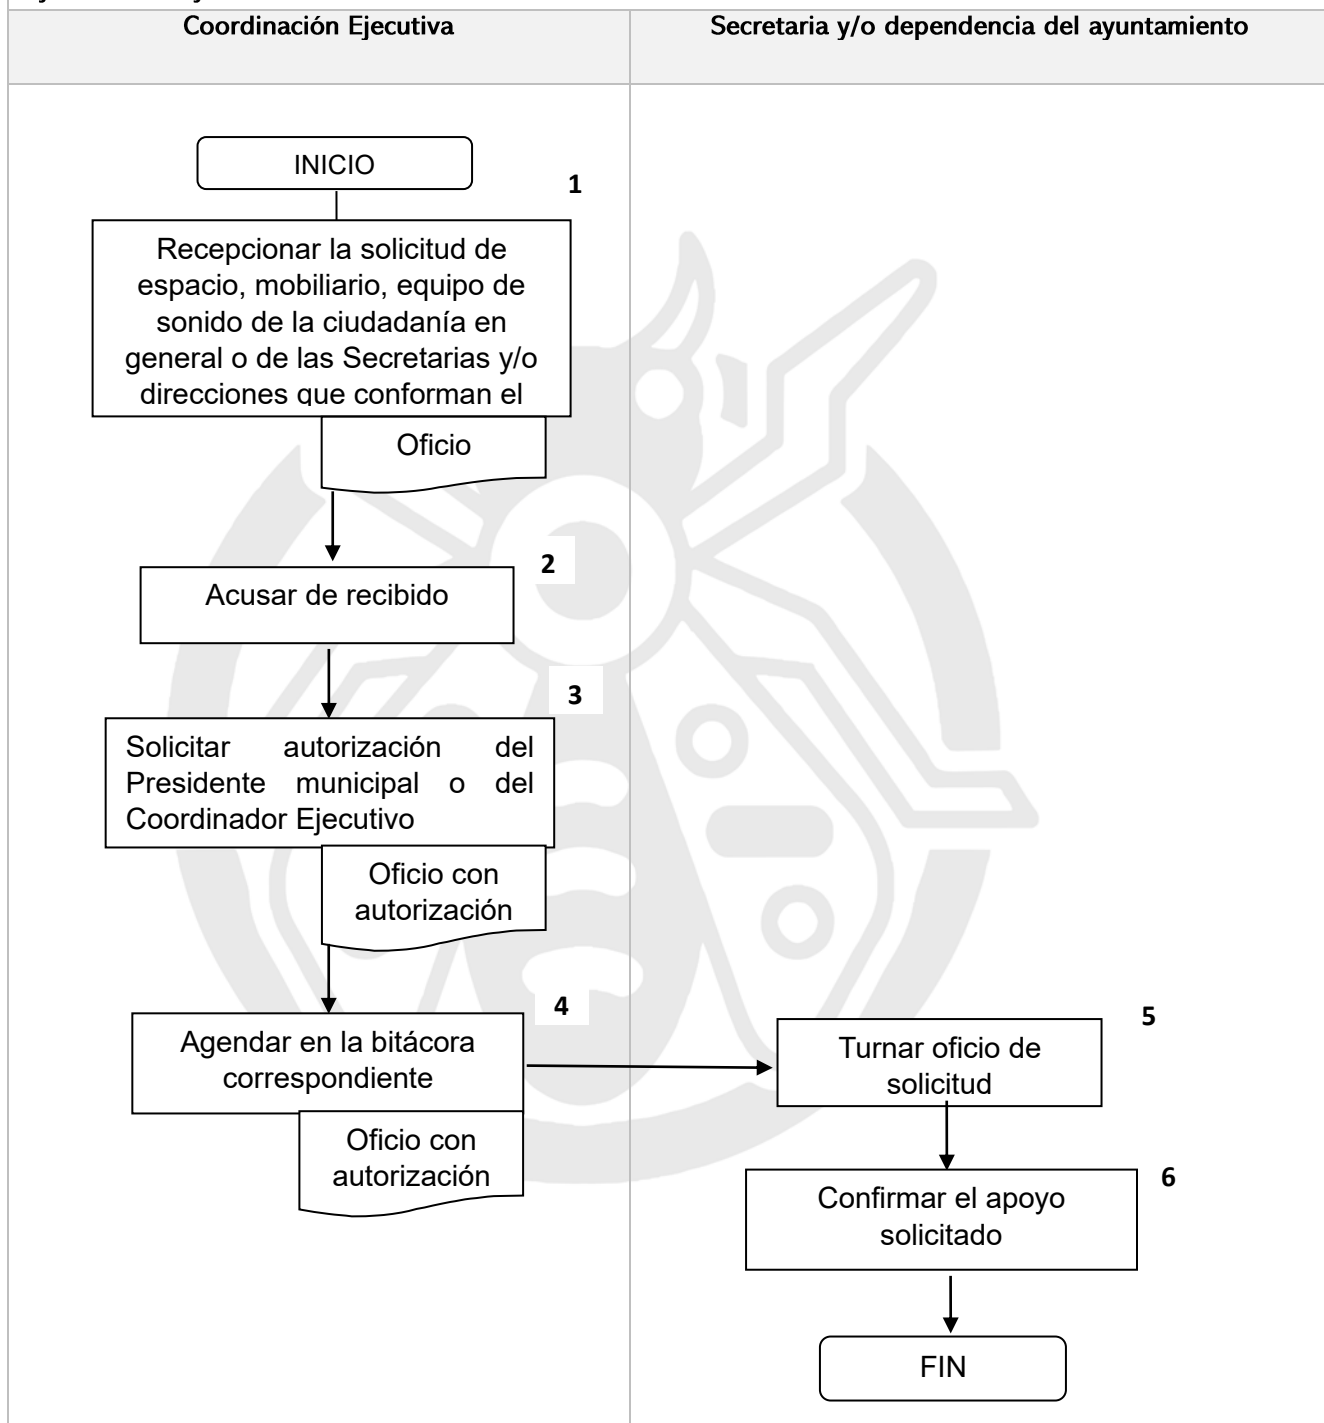 Coordinación Ejecutiva
Secretaria y/o dependencia del ayuntamiento
INICIO
1
Recepcionar la solicitud de
espacio, mobiliario, equipo de
sonido de la ciudadanía en
general o de las Secretarias y/o
direcciones que conforman el
Oficio
2
Acusar de recibido
3
Solicitar autorización del
Presidente municipal o del
Coordinador Ejecutivo
Oficio con
autorización
4
Agendar en la bitácora
correspondiente
Oficio con
autorización
5
Turnar oficio de
solicitud
6
Confirmar el apoyo
solicitado
FIN